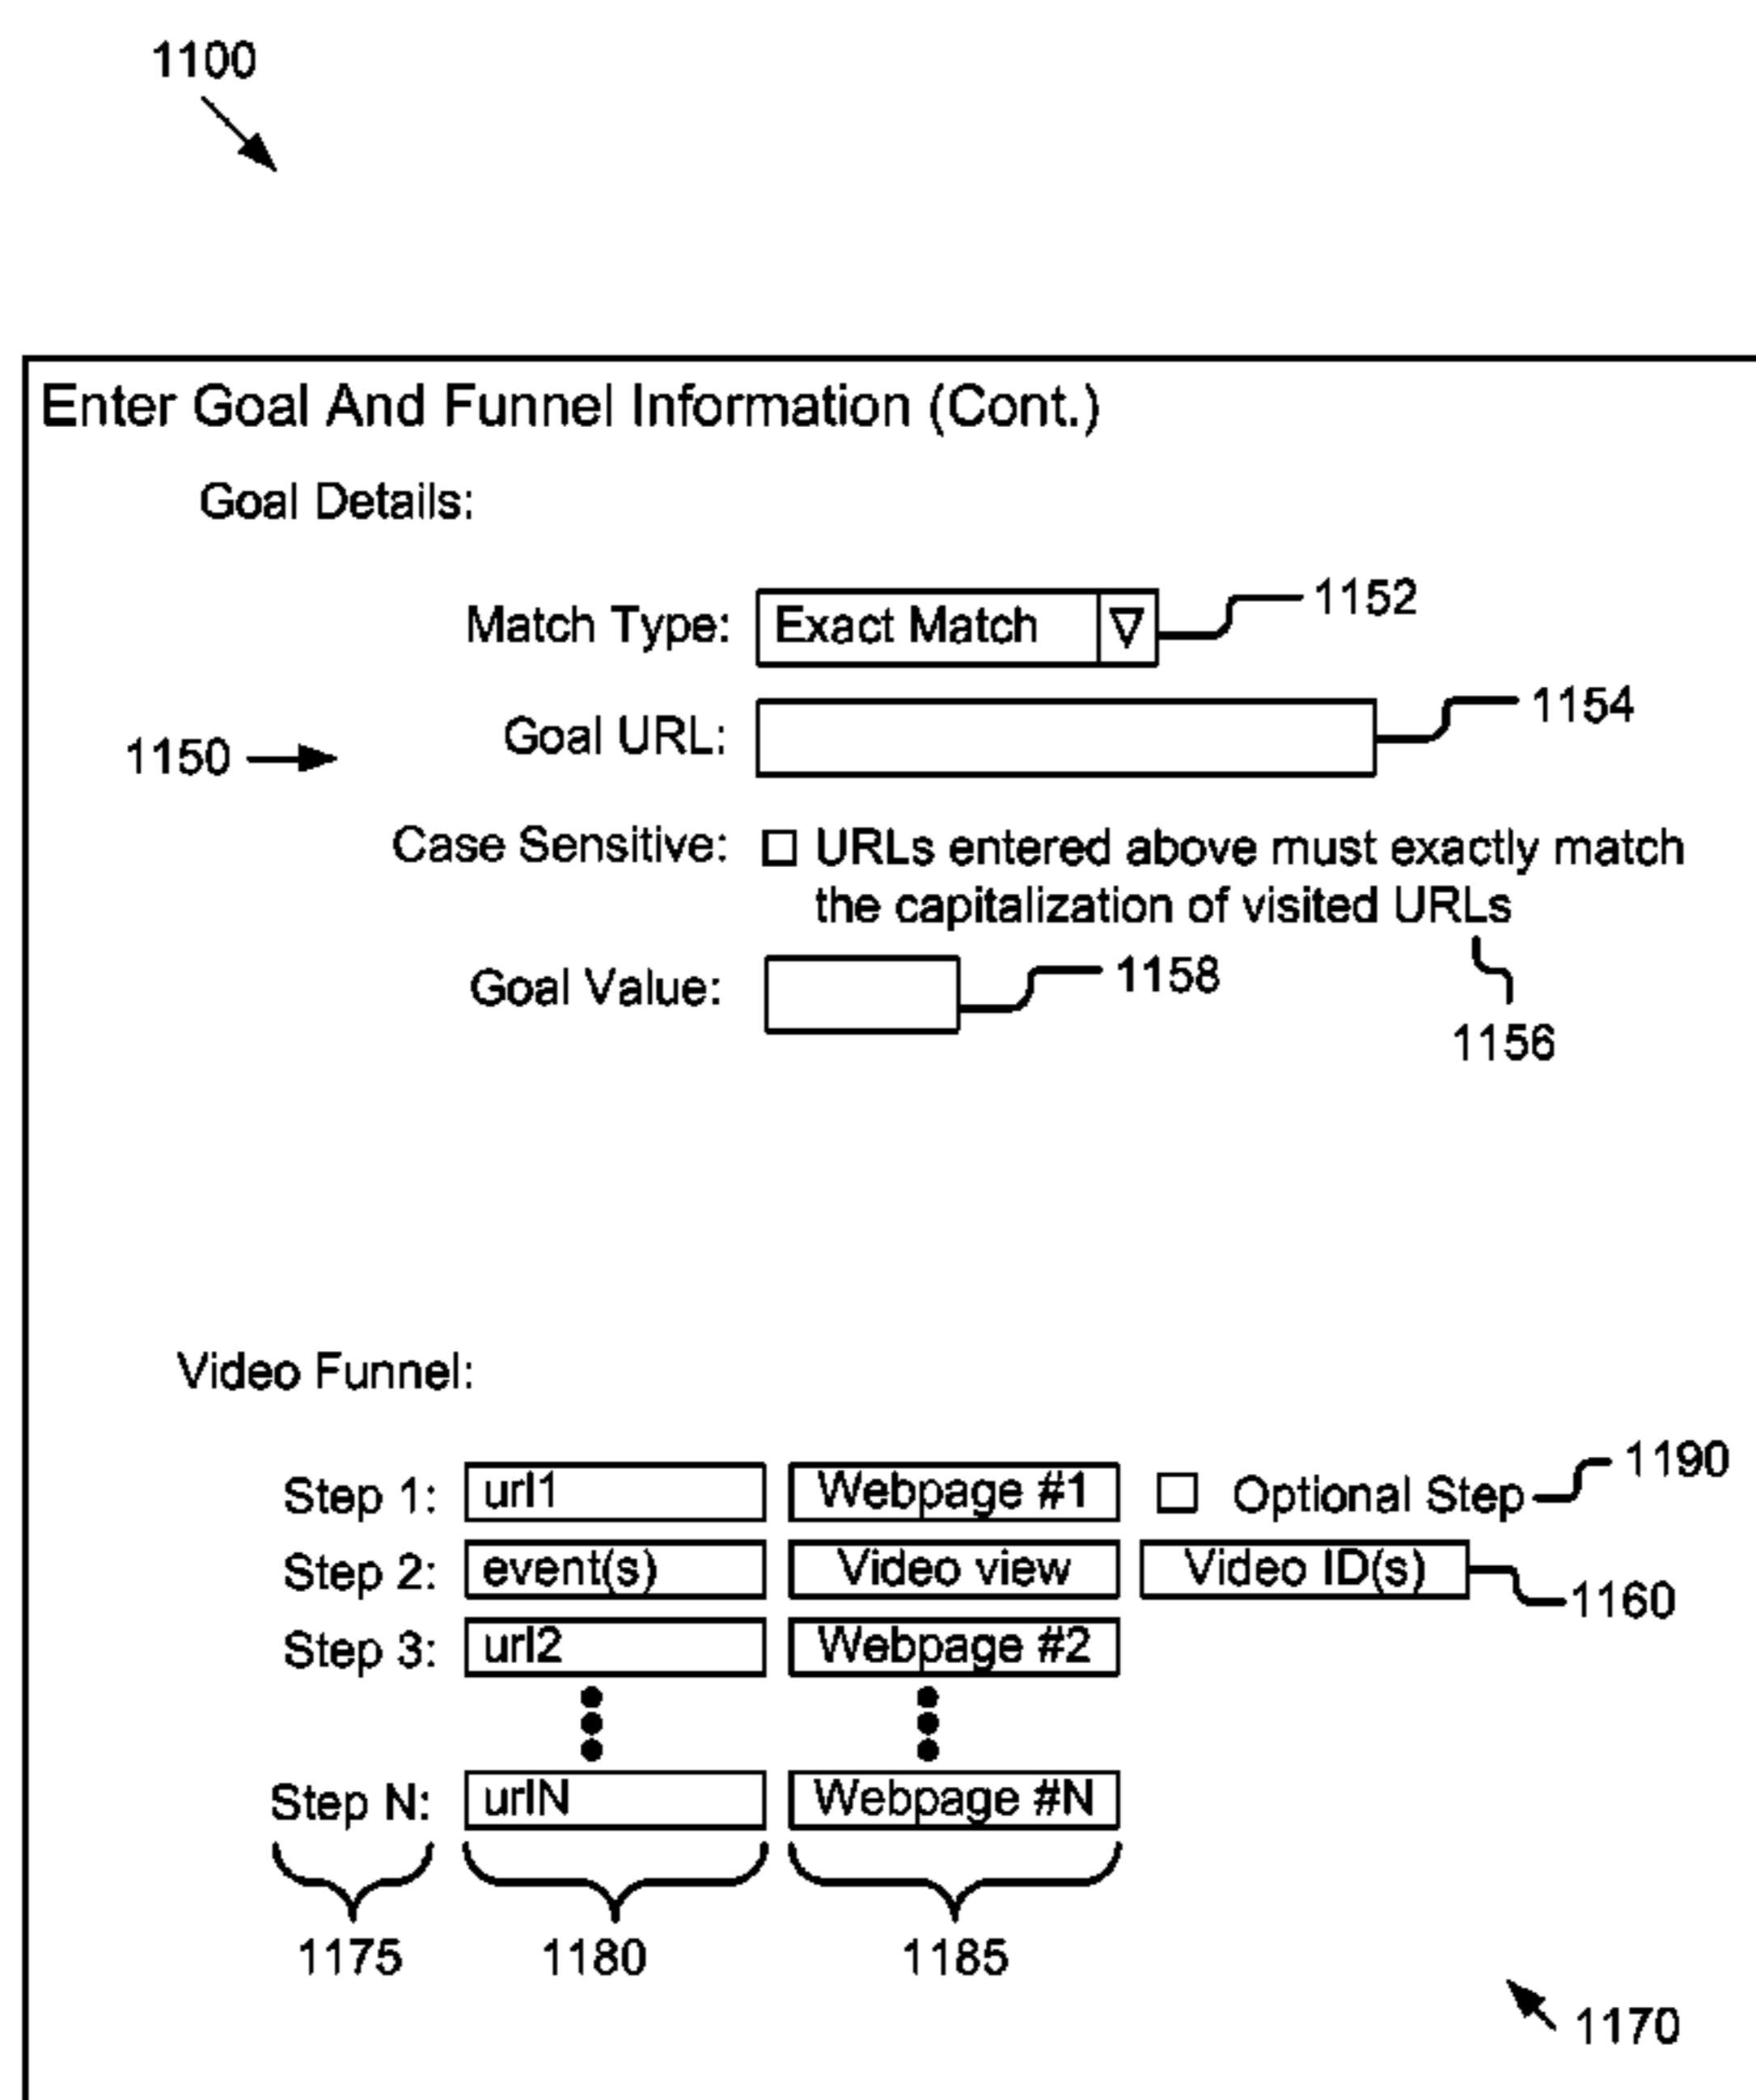 1100
Enter Goal And Funnel Information (Cont.)
Goal Details:
Match Type: Exact Match 1152
Goal URL: 1154
1150
Case Sensitive: URLs entered above must exactly match
the capitalization of visited URLs
Goal Value: 1158
1156
Video Funnel:
Step 1: url1 Webpage #1 Optional Step 1190
Step 2: event(s) Video view Video ID(s) 1160
Step 3: url2 Webpage #2
Step N: urlN Webpage #N
1175 1180 1185
1170